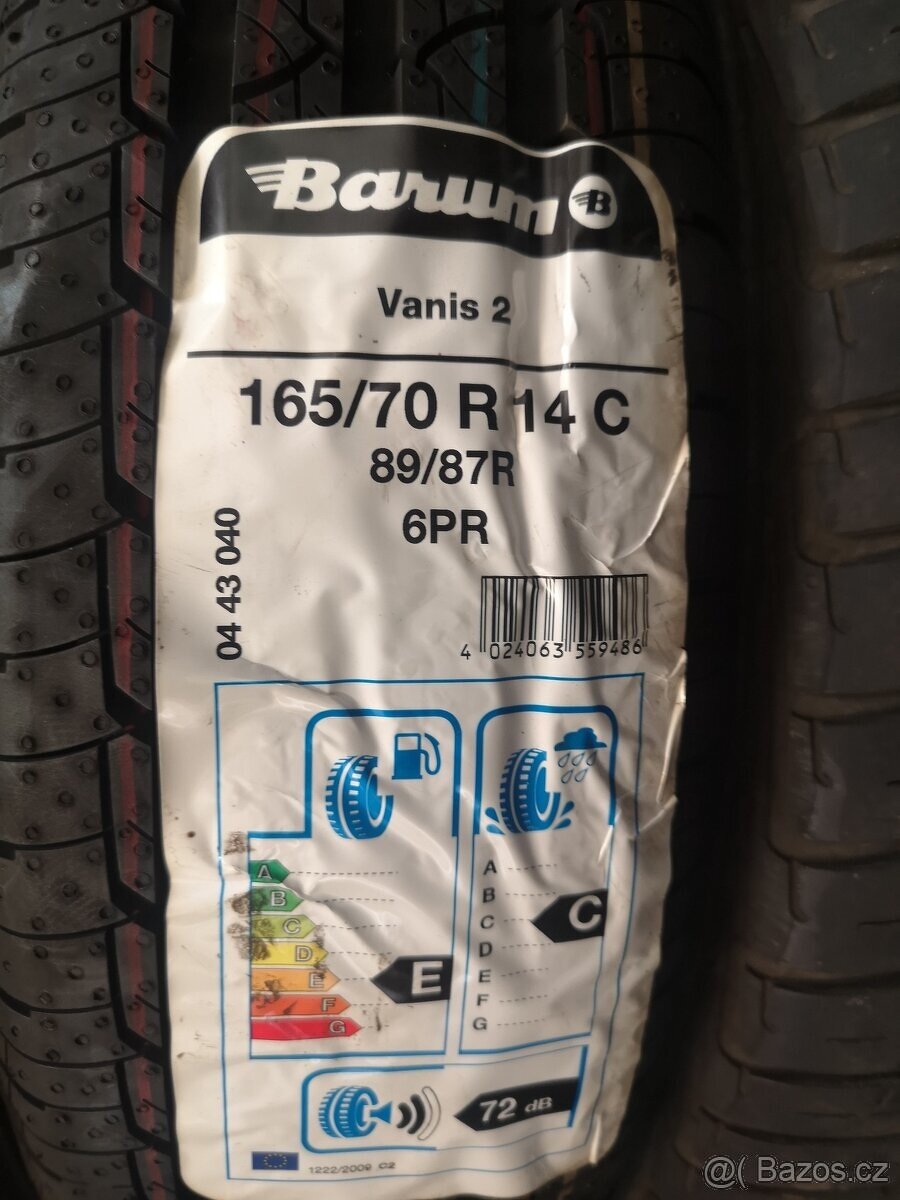 Barum B
Vanis 2
165/70 R 14 C
89/87R
6PR
04 43 040
4 024063 559486
A
B
C
D
E
F
G
E
A
B
C
D
E
F
G
C
72 dB
1222/2009 C2
@( Bazos.cz